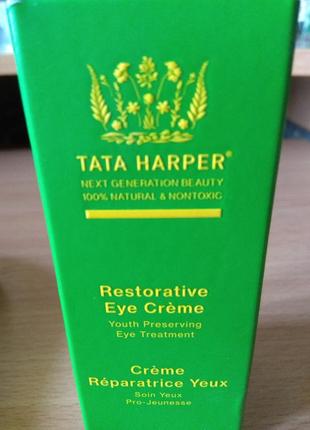 TATA HARPER®
NEXT GENERATION BEAUTY
100% NATURAL & NONTOXIC
Restorative
Eye Crème
Youth Preserving
Eye Treatment
Crème
Réparatrice Yeux
Soin Yeux
Pro-Jeunesse